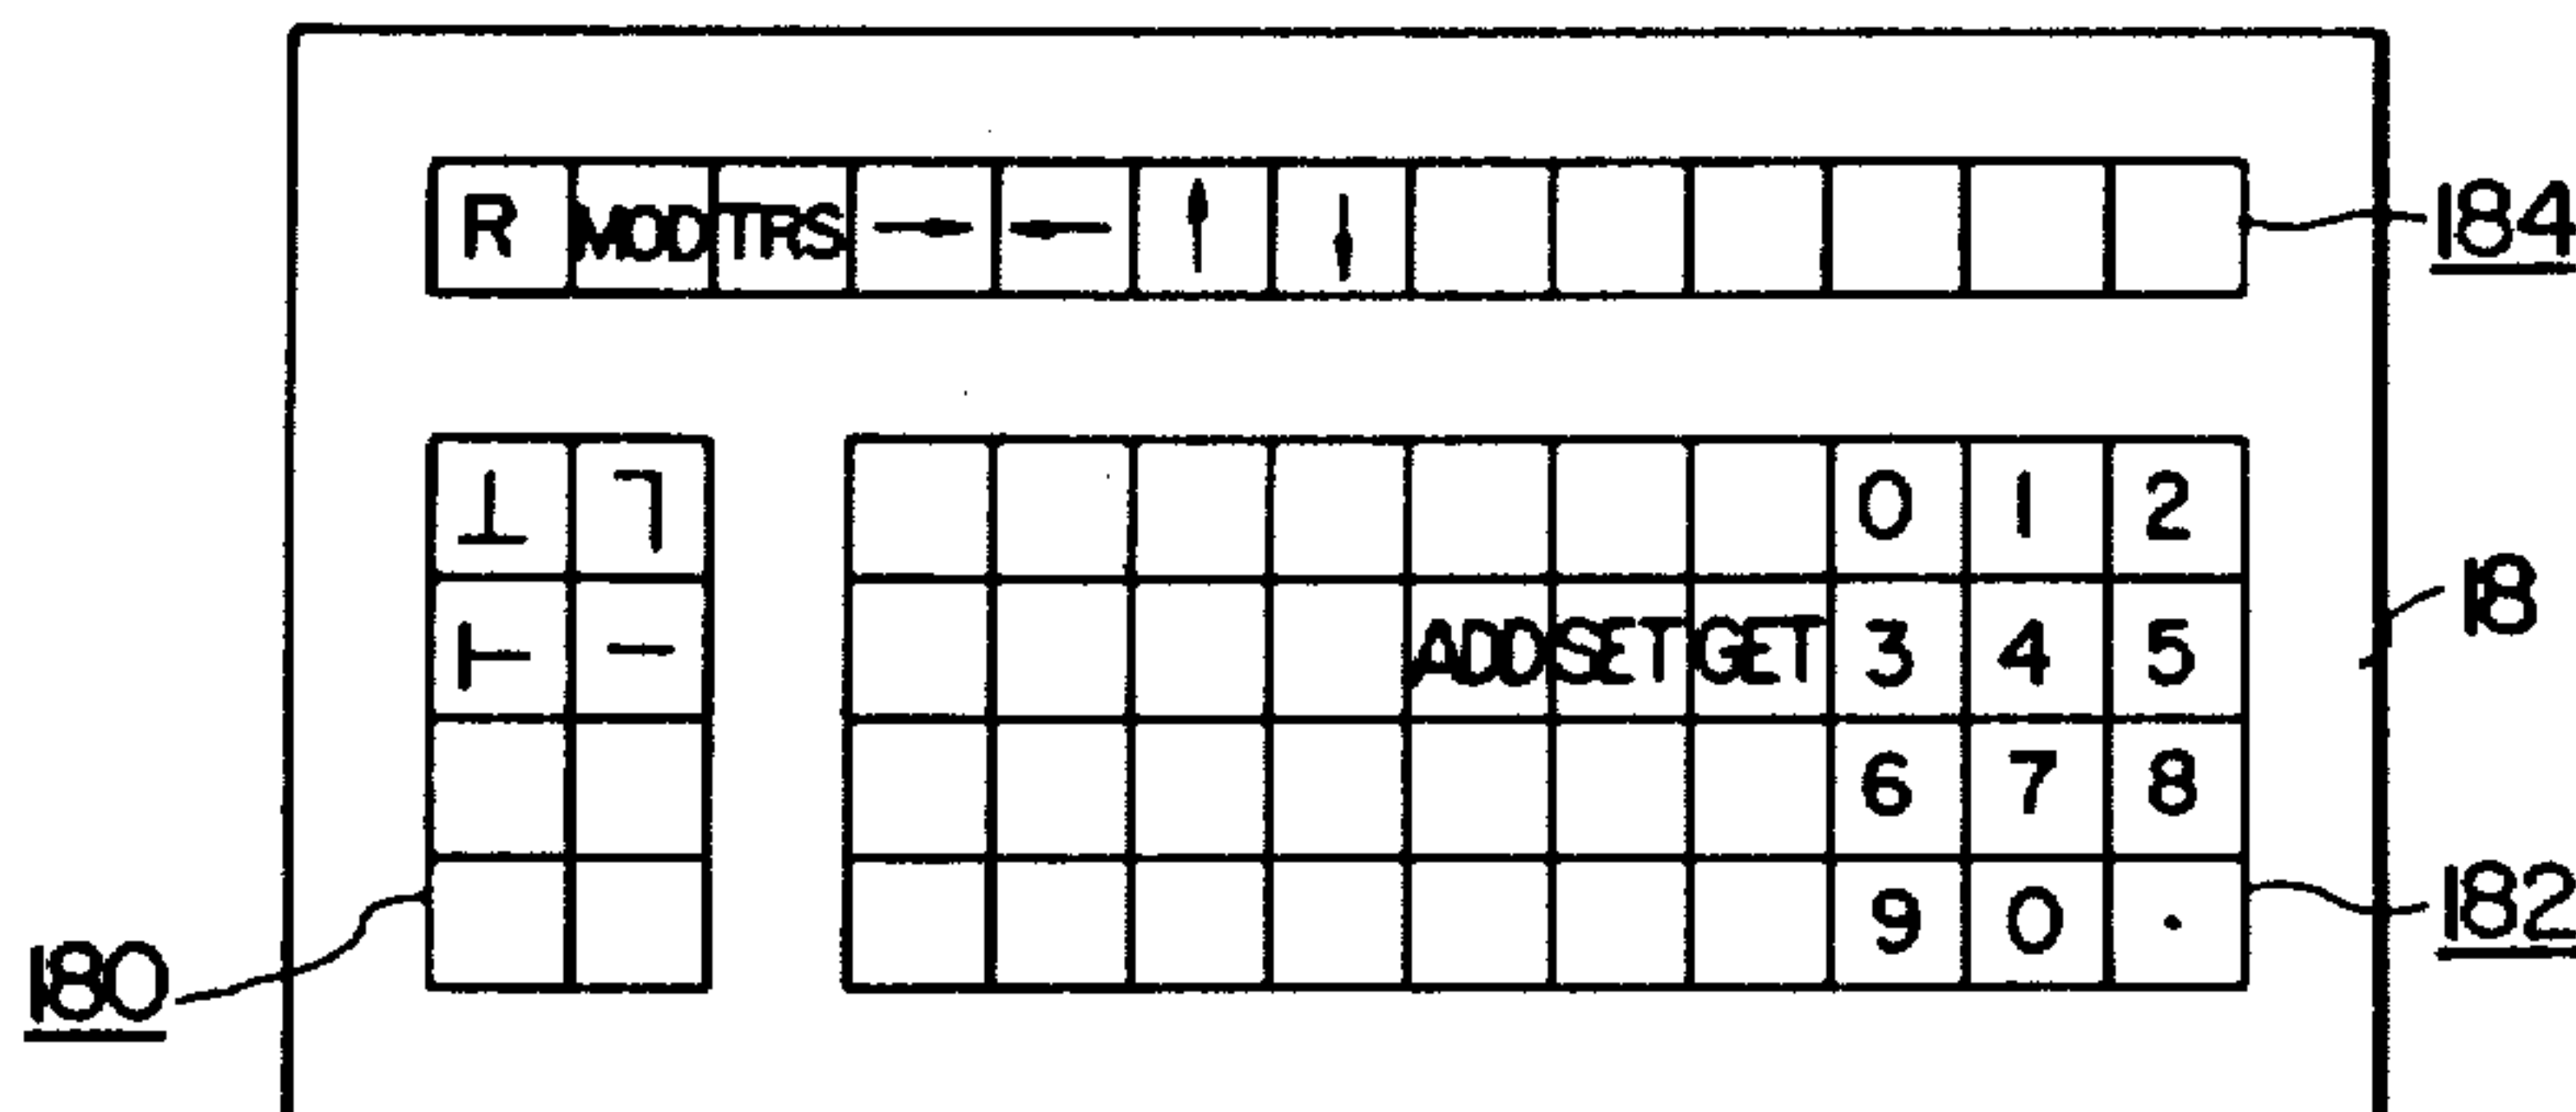 R MOD TRS → ← ↑ ↓ 184
⊥ ㄱ 0 1 2
⊢ — ADD SET GET 3 4 5 18
6 7 8
180 9 0 . 182